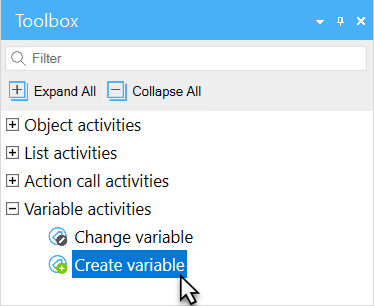 Toolbox
Filter
Expand All Collapse All
Object activities
List activities
Action call activities
Variable activities
Change variable
Create variable